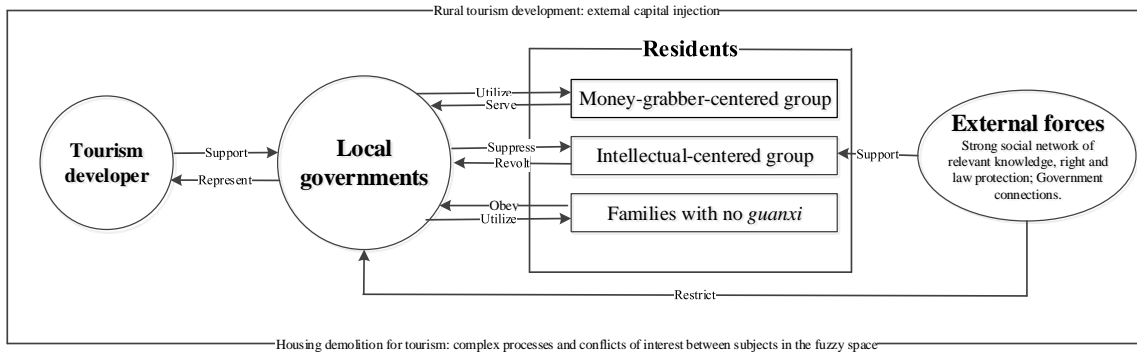 Rural tourism development: external capital injection
Residents
Utilize
Serve
Money-grabber-centered group
Tourism
developer
Support
Represent
Local
governments
Suppress
Revolt
Intellectual-centered group
Support
External forces
Strong social network of
relevant knowledge, right and
law protection; Government
connections.
Obey
Utilize
Families with no guanxi
Restrict
Housing demolition for tourism: complex processes and conflicts of interest between subjects in the fuzzy space